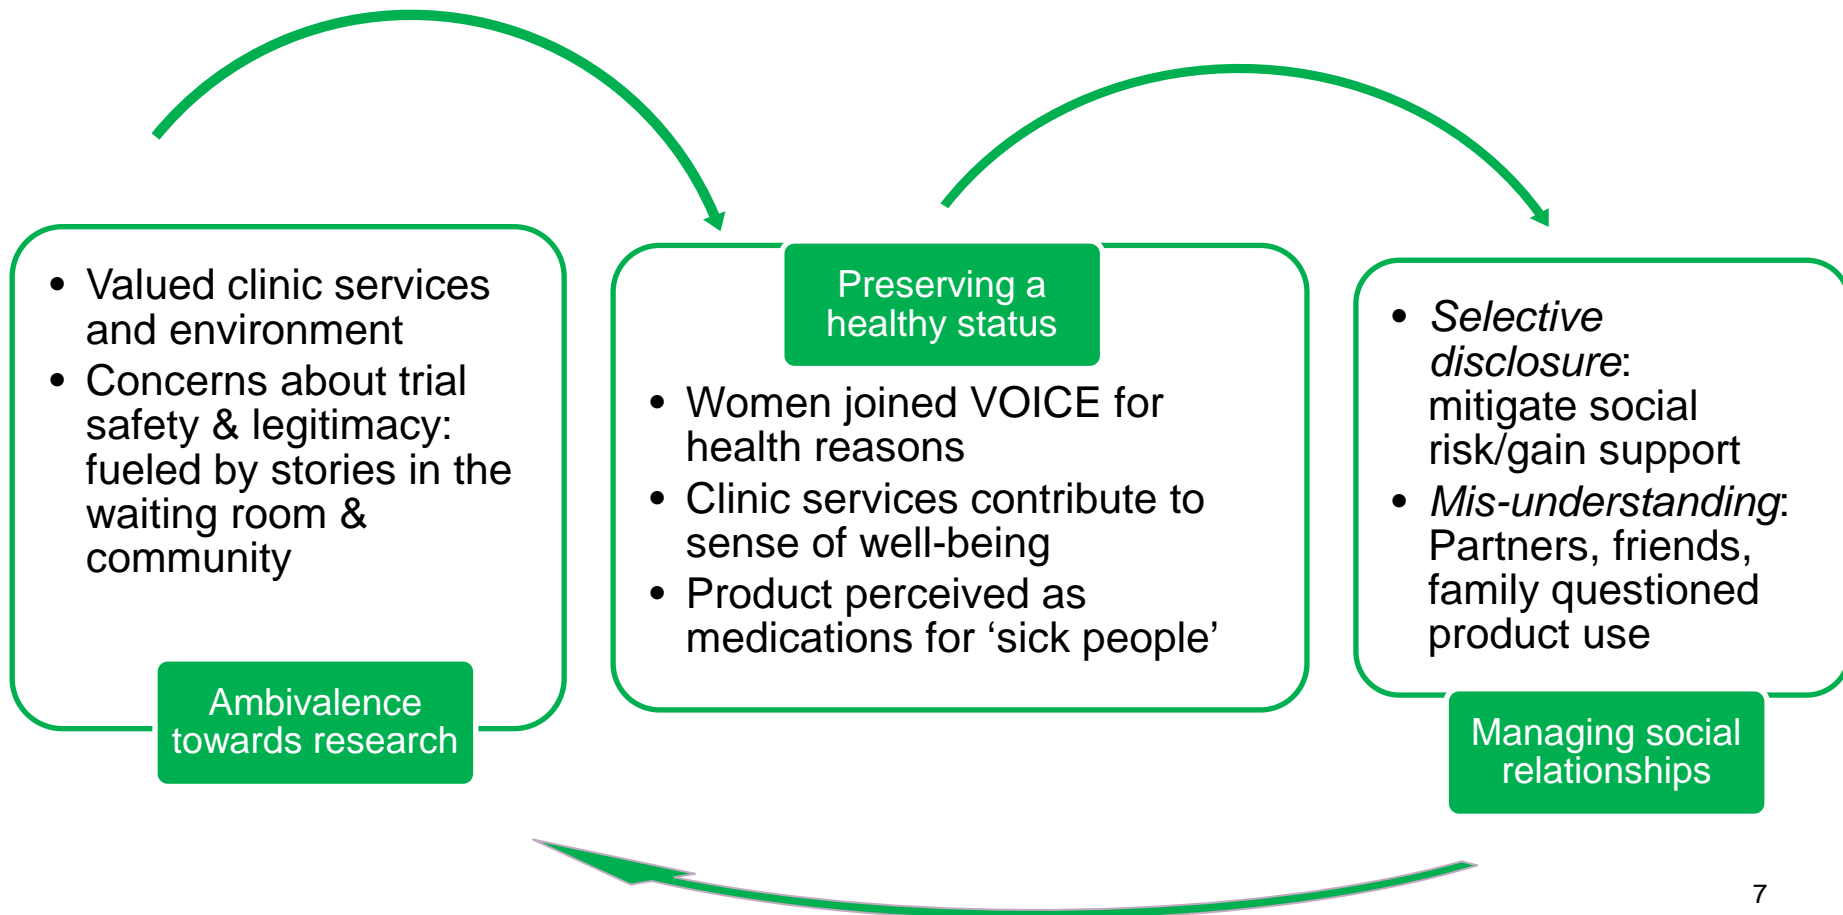 • Valued clinic services
and environment
• Concerns about trial
safety & legitimacy:
fueled by stories in the
waiting room &
community
Ambivalence
towards research
Preserving a
healthy status
• Women joined VOICE for
health reasons
• Clinic services contribute to
sense of well-being
• Product perceived as
medications for ‘sick people’
• Selective
disclosure:
mitigate social
risk/gain support
• Mis-understanding:
Partners, friends,
family questioned
product use
Managing social
relationships
7